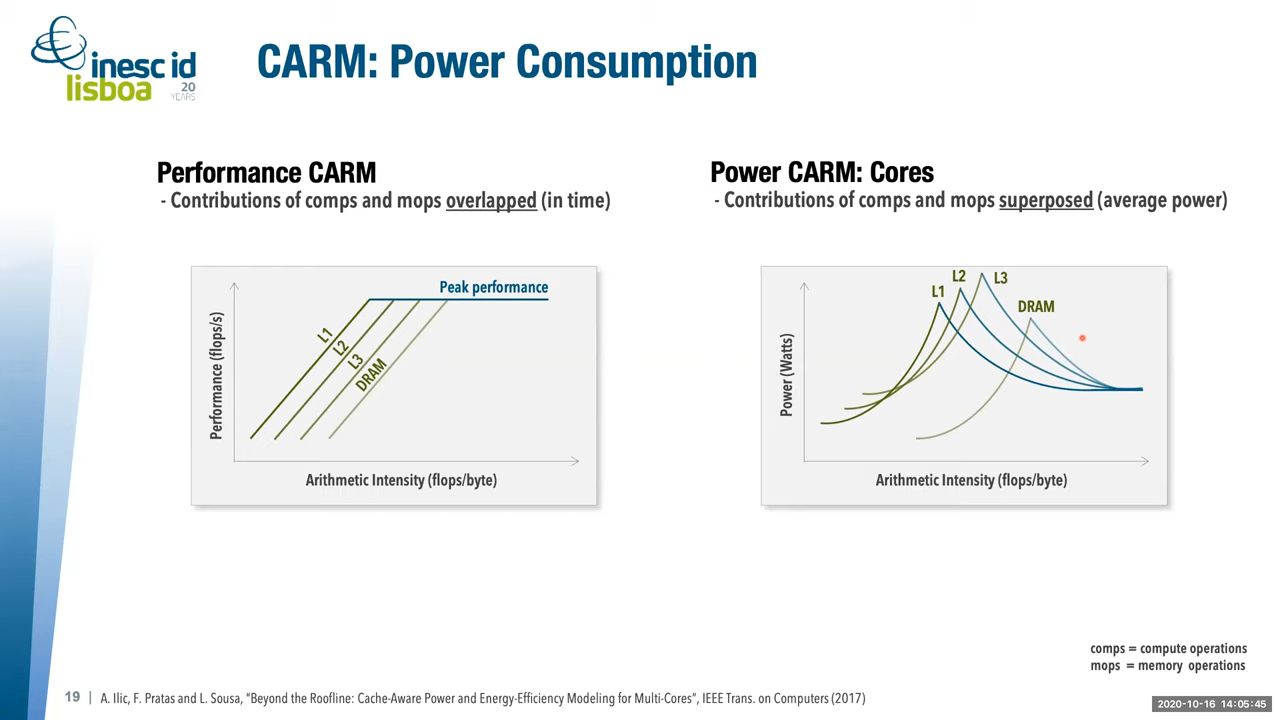 inesc id
lisboa
20
YEARS
CARM: Power Consumption
Performance CARM
- Contributions of comps and mops overlapped (in time)
Peak performance
L1
L2
L3
DRAM
Performance (flops/s)
Arithmetic Intensity (flops/byte)
Power CARM: Cores
- Contributions of comps and mops superposed (average power)
L1
L2
L3
DRAM
Power (Watts)
Arithmetic Intensity (flops/byte)
comps = compute operations
mops = memory operations
19 | A. Ilic, F. Pratas and L. Sousa, "Beyond the Roofline: Cache-Aware Power and Energy-Efficiency Modeling for Multi-Cores", IEEE Trans. on Computers (2017)
2020-10-16 14:05:45